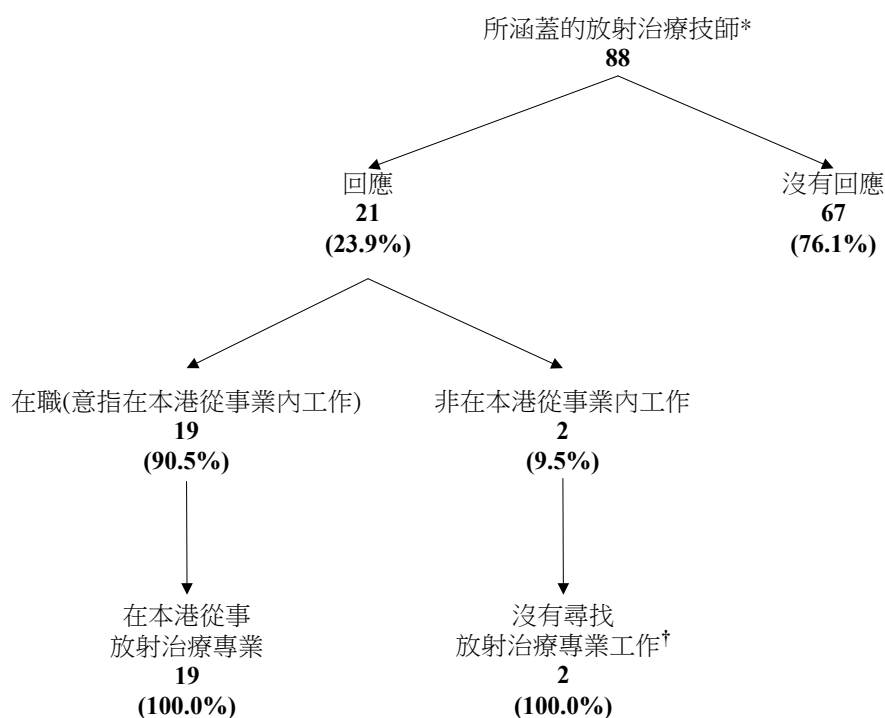 所涵蓋的放射治療技師*
88
回應
21
(23.9%)
沒有回應
67
(76.1%)
在職(意指在本港從事業內工作)
19
(90.5%)
非在本港從事業內工作
2
(9.5%)
在本港從事
放射治療專業
19
(100.0%)
沒有尋找
放射治療專業工作†
2
(100.0%)